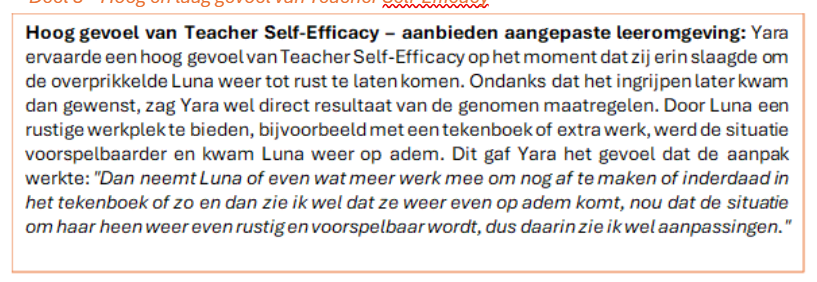 Deel 3 - Hoog en laag gevoel van Teacher Self-Efficacy
Hoog gevoel van Teacher Self-Efficacy – aanbieden aangepaste leeromgeving: Yara
ervaarde een hoog gevoel van Teacher Self-Efficacy op het moment dat zij erin slaagde om
de overprikkelde Luna weer tot rust te laten komen. Ondanks dat het ingrijpen later kwam
dan gewenst, zag Yara wel direct resultaat van de genomen maatregelen. Door Luna een
rustige werkplek te bieden, bijvoorbeeld met een tekenboek of extra werk, werd de situatie
voorspelbaarder en kwam Luna weer op adem. Dit gaf Yara het gevoel dat de aanpak
werkte: "Dan neemt Luna of even wat meer werk mee om nog af te maken of inderdaad in
het tekenboek of zo en dan zie ik wel dat ze weer even op adem komt, nou dat de situatie
om haar heen weer even rustig en voorspelbaar wordt, dus daarin zie ik wel aanpassingen."